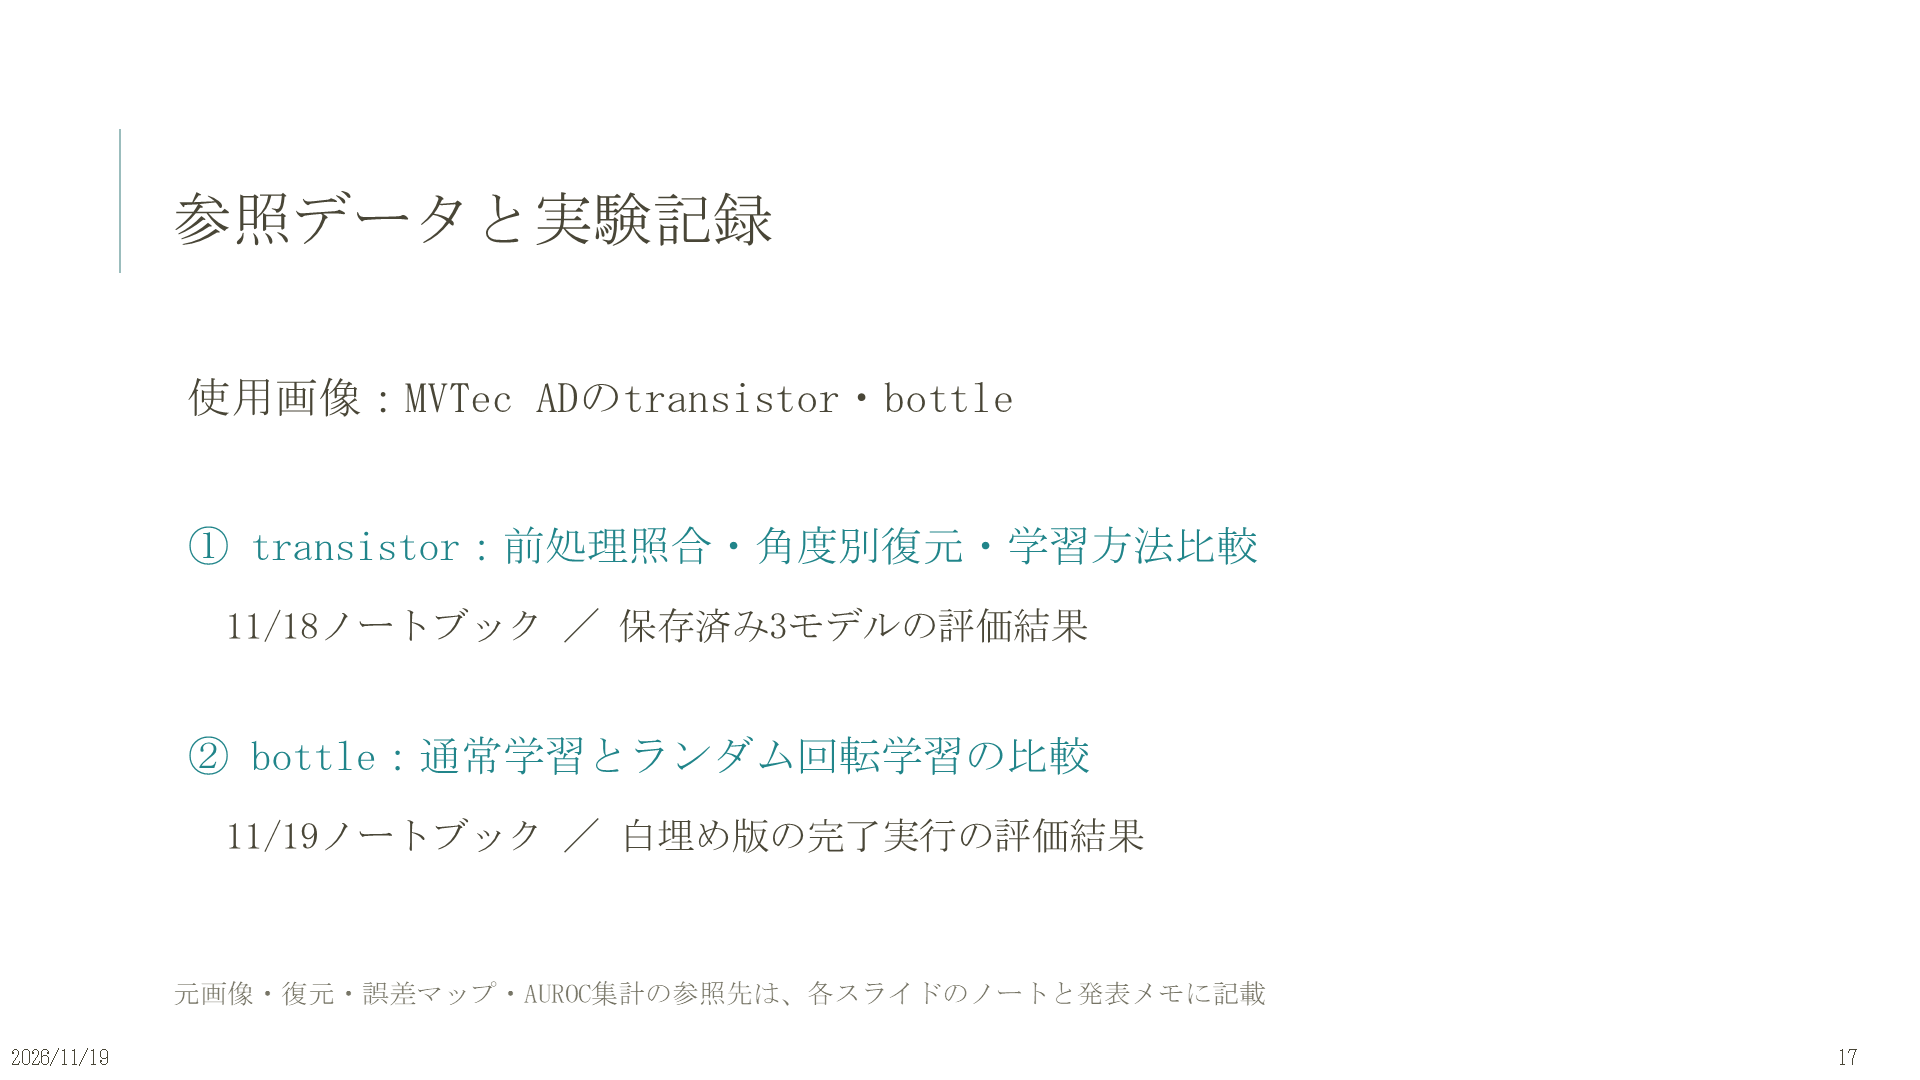 参照データと実験記録
使用画像：MVTec ADのtransistor・bottle
① transistor：前処理照合・角度別復元・学習方法比較
11/18ノートブック ／ 保存済み3モデルの評価結果
② bottle：通常学習とランダム回転学習の比較
11/19ノートブック ／ 白埋め版の完了実行の評価結果
元画像・復元・誤差マップ・AUROC集計の参照先は、各スライドのノートと発表メモに記載
2026/11/19
17